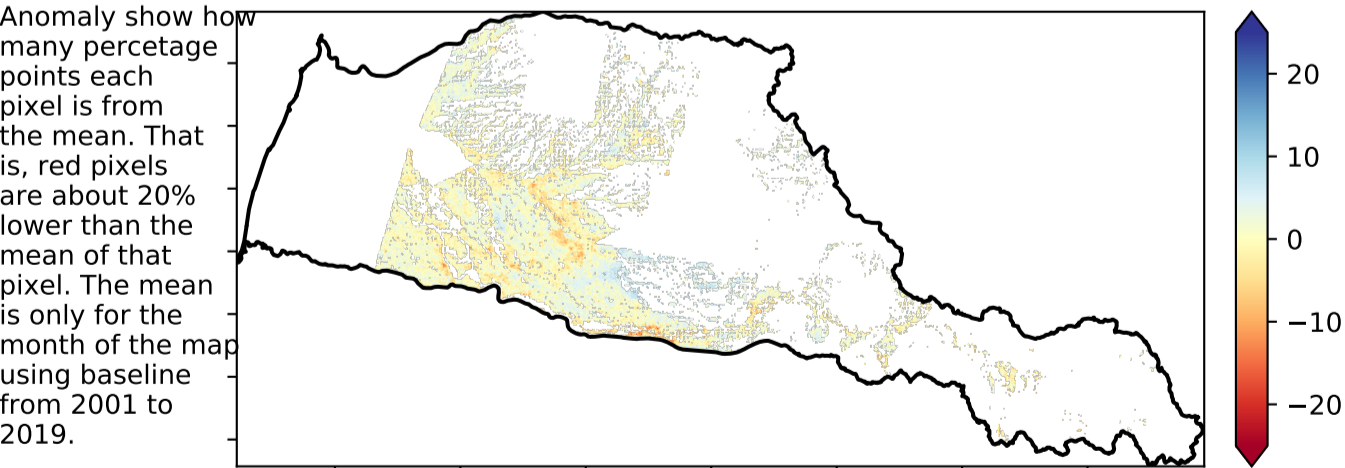 Anomaly show how
many percetage
points each
pixel is from
the mean. That
is, red pixels
are about 20%
lower than the
mean of that
pixel. The mean
is only for the
month of the map
using baseline
from 2001 to
2019.
20
10
0
−10
−20